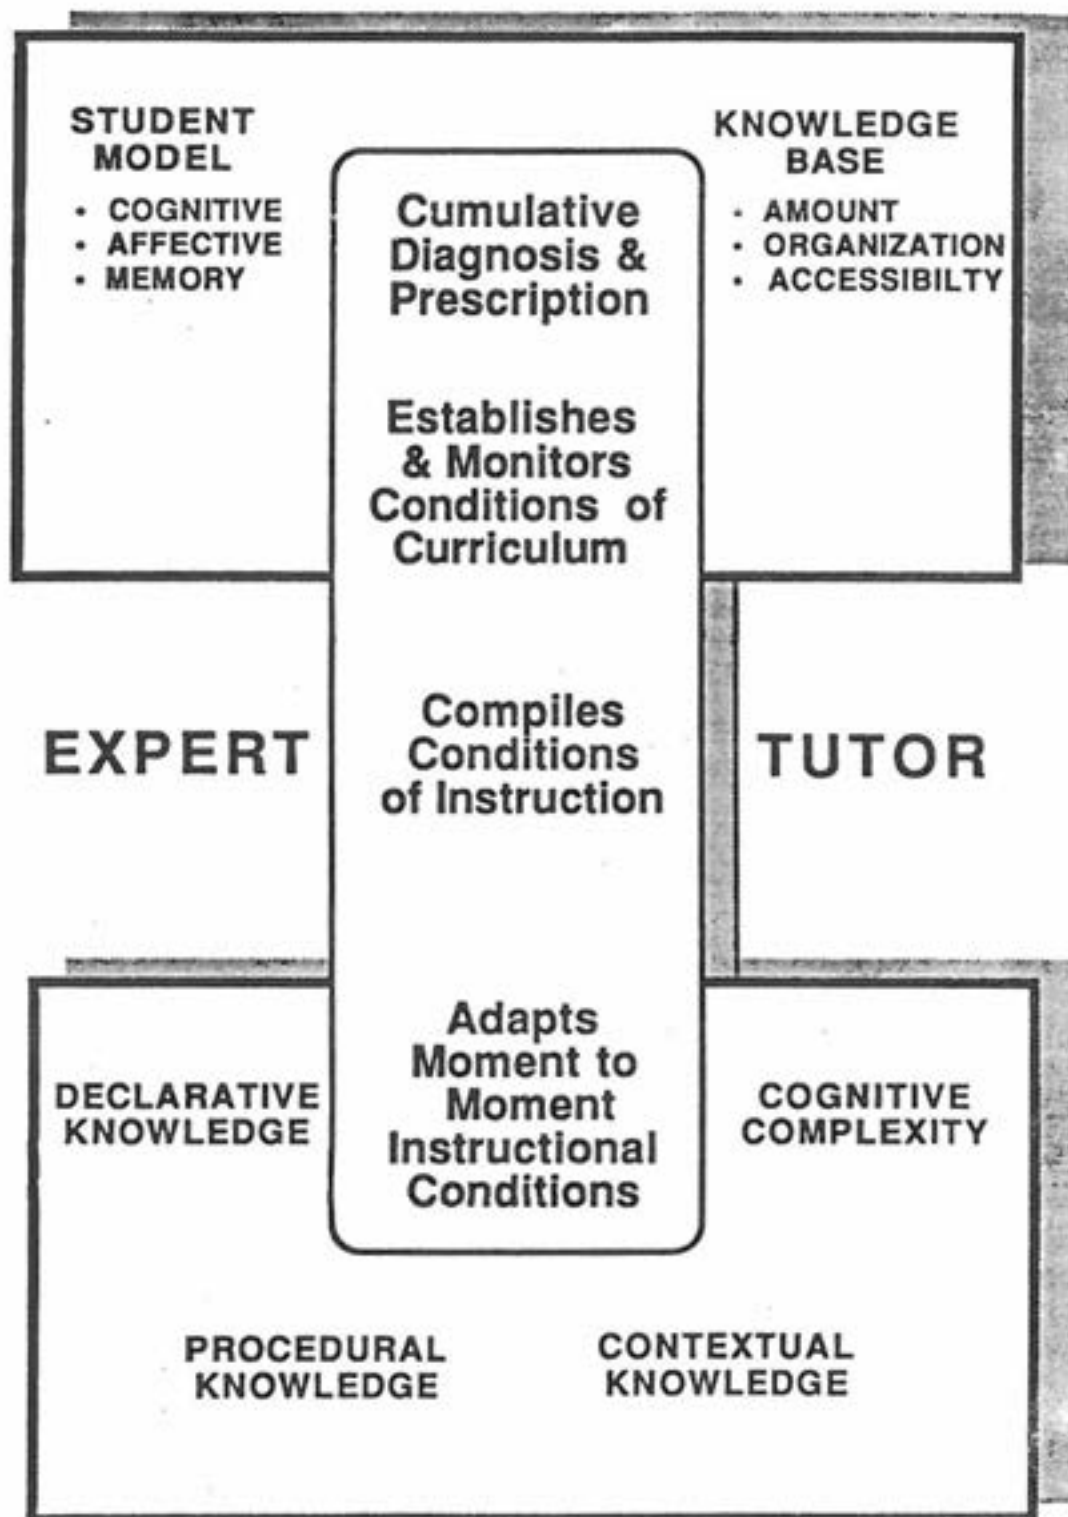 STUDENT
MODEL
• COGNITIVE
• AFFECTIVE
• MEMORY
KNOWLEDGE
BASE
• AMOUNT
• ORGANIZATION
• ACCESSIBILTY
Cumulative
Diagnosis &
Prescription
Establishes
& Monitors
Conditions of
Curriculum
EXPERT
Compiles
Conditions
of Instruction
TUTOR
DECLARATIVE
KNOWLEDGE
Adapts
Moment to
Moment
Instructional
Conditions
COGNITIVE
COMPLEXITY
PROCEDURAL
KNOWLEDGE
CONTEXTUAL
KNOWLEDGE